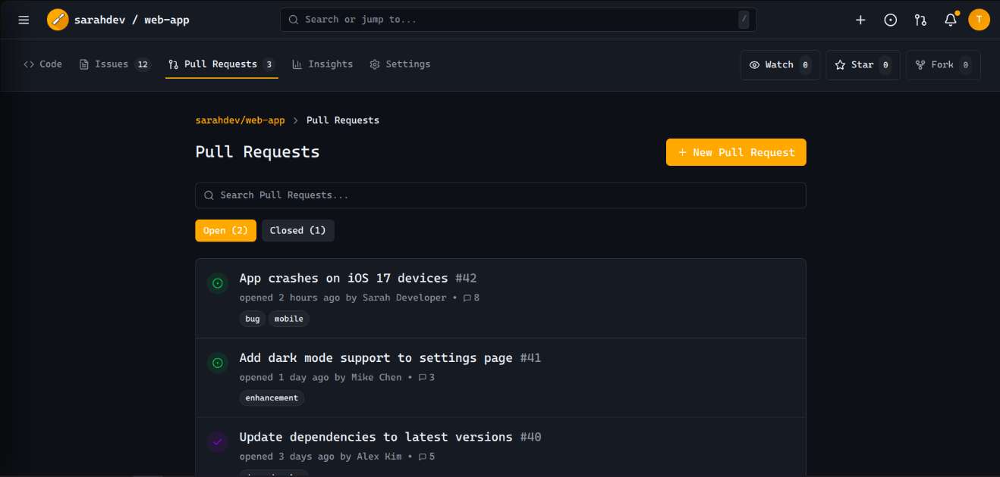 sarahdev / web-app
Search or jump to...
/
T
Code
Issues 12
Pull Requests 3
Insights
Settings
Watch 0
Star 0
Fork 0
sarahdev/web-app > Pull Requests
Pull Requests
+ New Pull Request
Search Pull Requests...
Open (2)
Closed (1)
App crashes on iOS 17 devices #42
opened 2 hours ago by Sarah Developer • 8
bug
mobile
Add dark mode support to settings page #41
opened 1 day ago by Mike Chen • 3
enhancement
Update dependencies to latest versions #40
opened 3 days ago by Alex Kim • 5